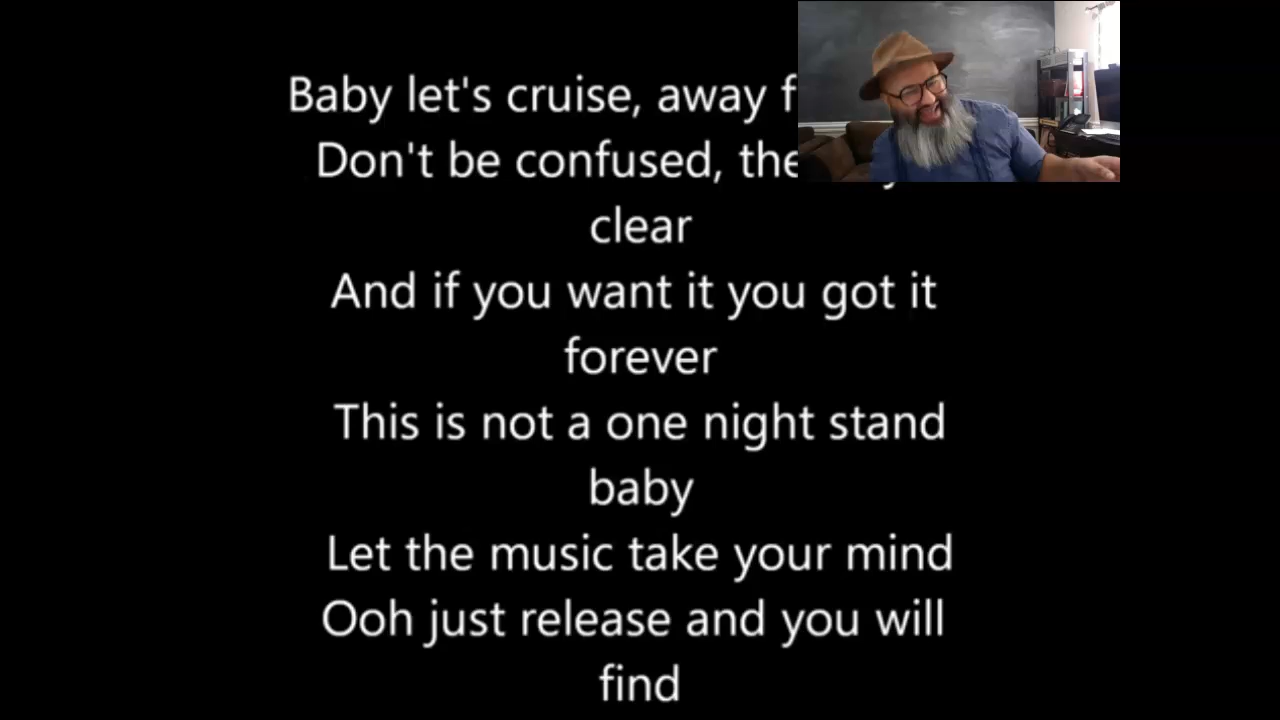 Baby let's cruise, away f
Don't be confused, the
clear
And if you want it you got it
forever
This is not a one night stand
baby
Let the music take your mind
Ooh just release and you will
find